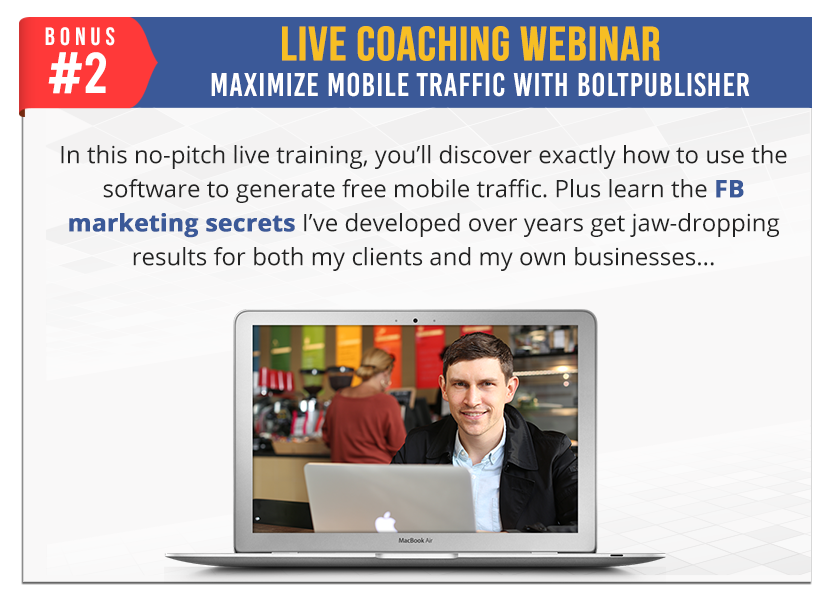 BONUS
#2
LIVE COACHING WEBINAR
MAXIMIZE MOBILE TRAFFIC WITH BOLTPUBLISHER
In this no-pitch live training, you’ll discover exactly how to use the
software to generate free mobile traffic. Plus learn the FB
marketing secrets I’ve developed over years get jaw-dropping
results for both my clients and my own businesses...
MacBook Air